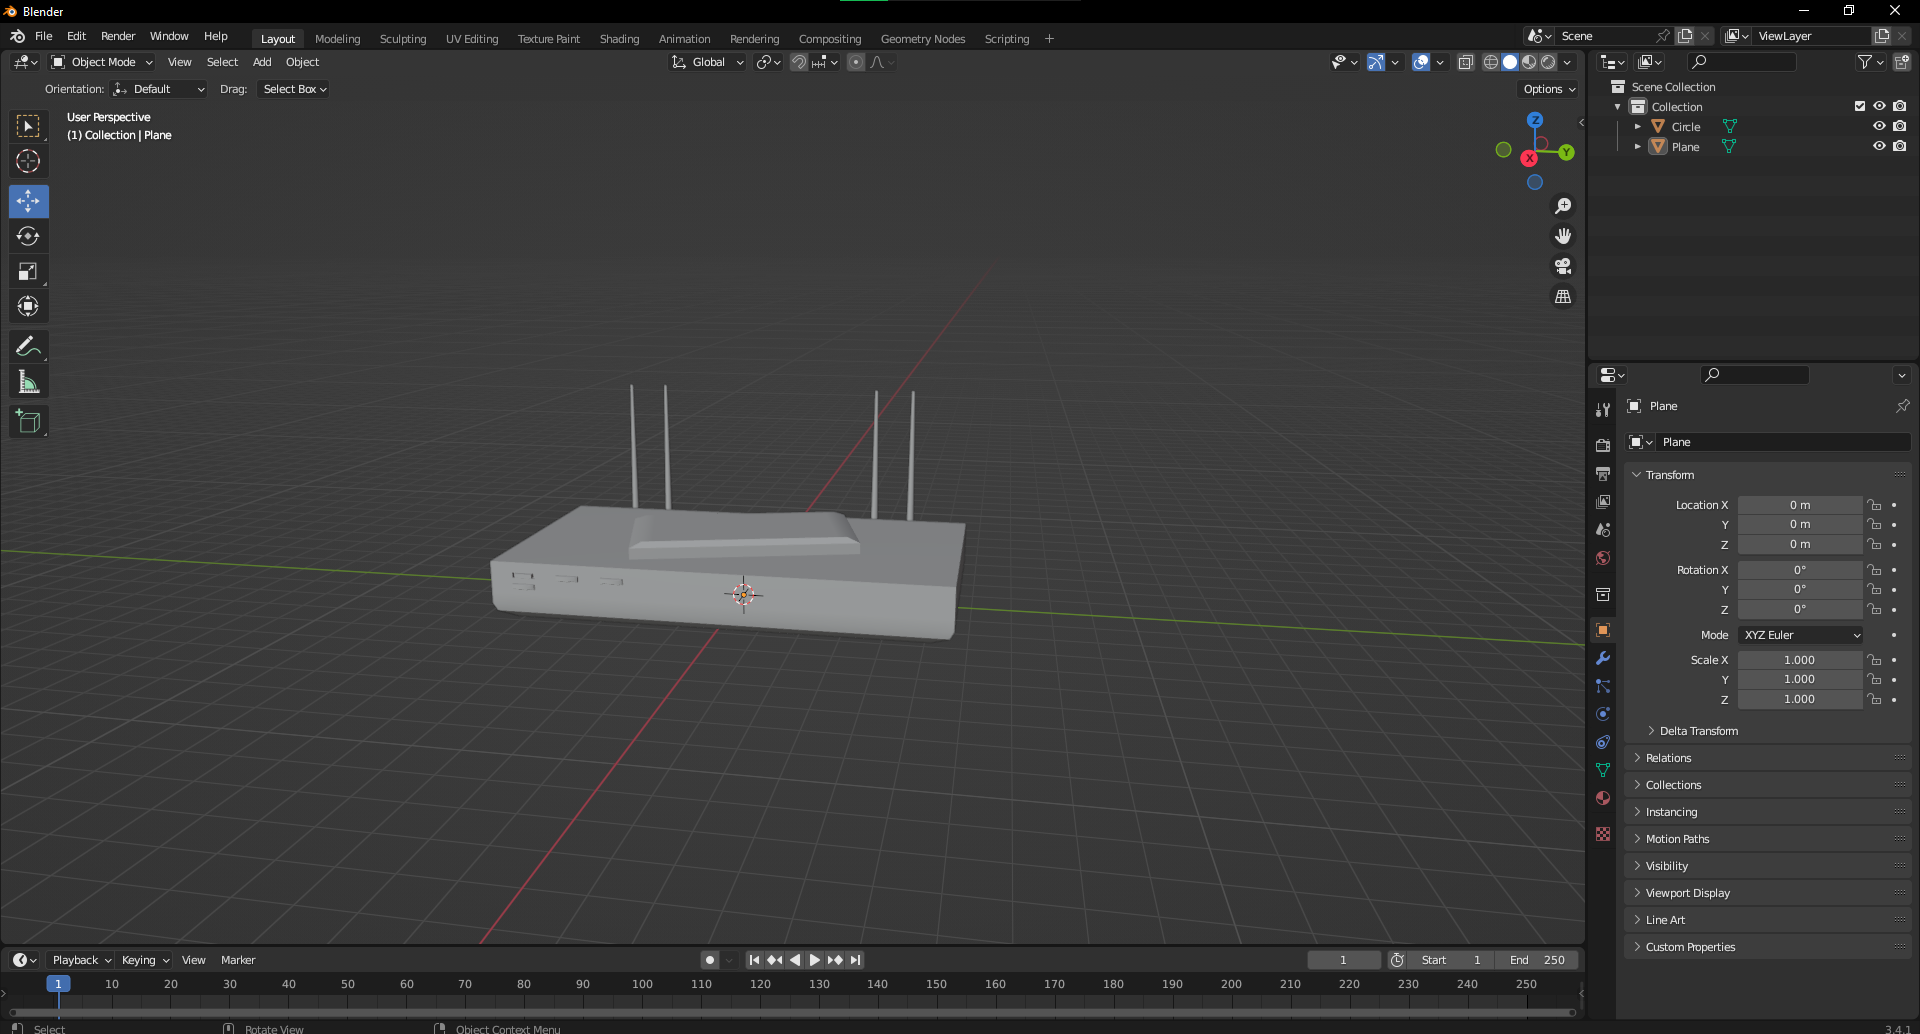 Blender
File Edit Render Window Help Layout Modeling Sculpting UV Editing Texture Paint Shading Animation Rendering Compositing Geometry Nodes Scripting + Scene ViewLayer
Object Mode View Select Add Object Global
Orientation: Default Drag: Select Box Options
User Perspective
(1) Collection | Plane
Z
Y
X
Scene Collection
Collection
Circle
Plane
Plane
Plane
Transform
Location X 0 m
Y 0 m
Z 0 m
Rotation X 0°
Y 0°
Z 0°
Mode XYZ Euler
Scale X 1.000
Y 1.000
Z 1.000
Delta Transform
Relations
Collections
Instancing
Motion Paths
Visibility
Viewport Display
Line Art
Custom Properties
Playback Keying View Marker 1 Start 1 End 250
1 10 20 30 40 50 60 70 80 90 100 110 120 130 140 150 160 170 180 190 200 210 220 230 240 250
Select Rotate View Object Context Menu 3.4.1